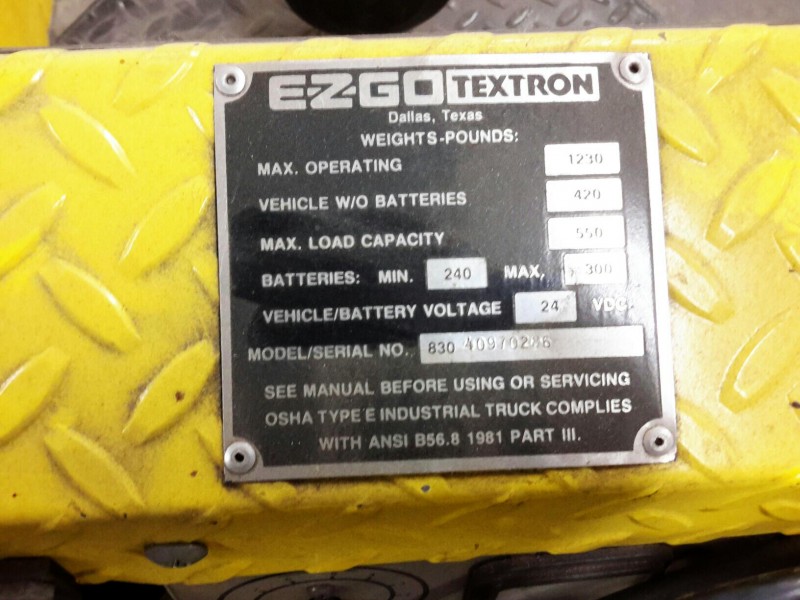 E-Z-GO TEXTRON
Dallas, Texas
WEIGHTS-POUNDS:
MAX. OPERATING 1230
VEHICLE W/O BATTERIES 420
MAX. LOAD CAPACITY 550
BATTERIES: MIN. 240 MAX. 300
VEHICLE/BATTERY VOLTAGE 24 VDC.
MODEL/SERIAL NO. 830
SEE MANUAL BEFORE USING OR SERVICING
OSHA TYPE E INDUSTRIAL TRUCK COMPLIES
WITH ANSI B56.8 1981 PART III.